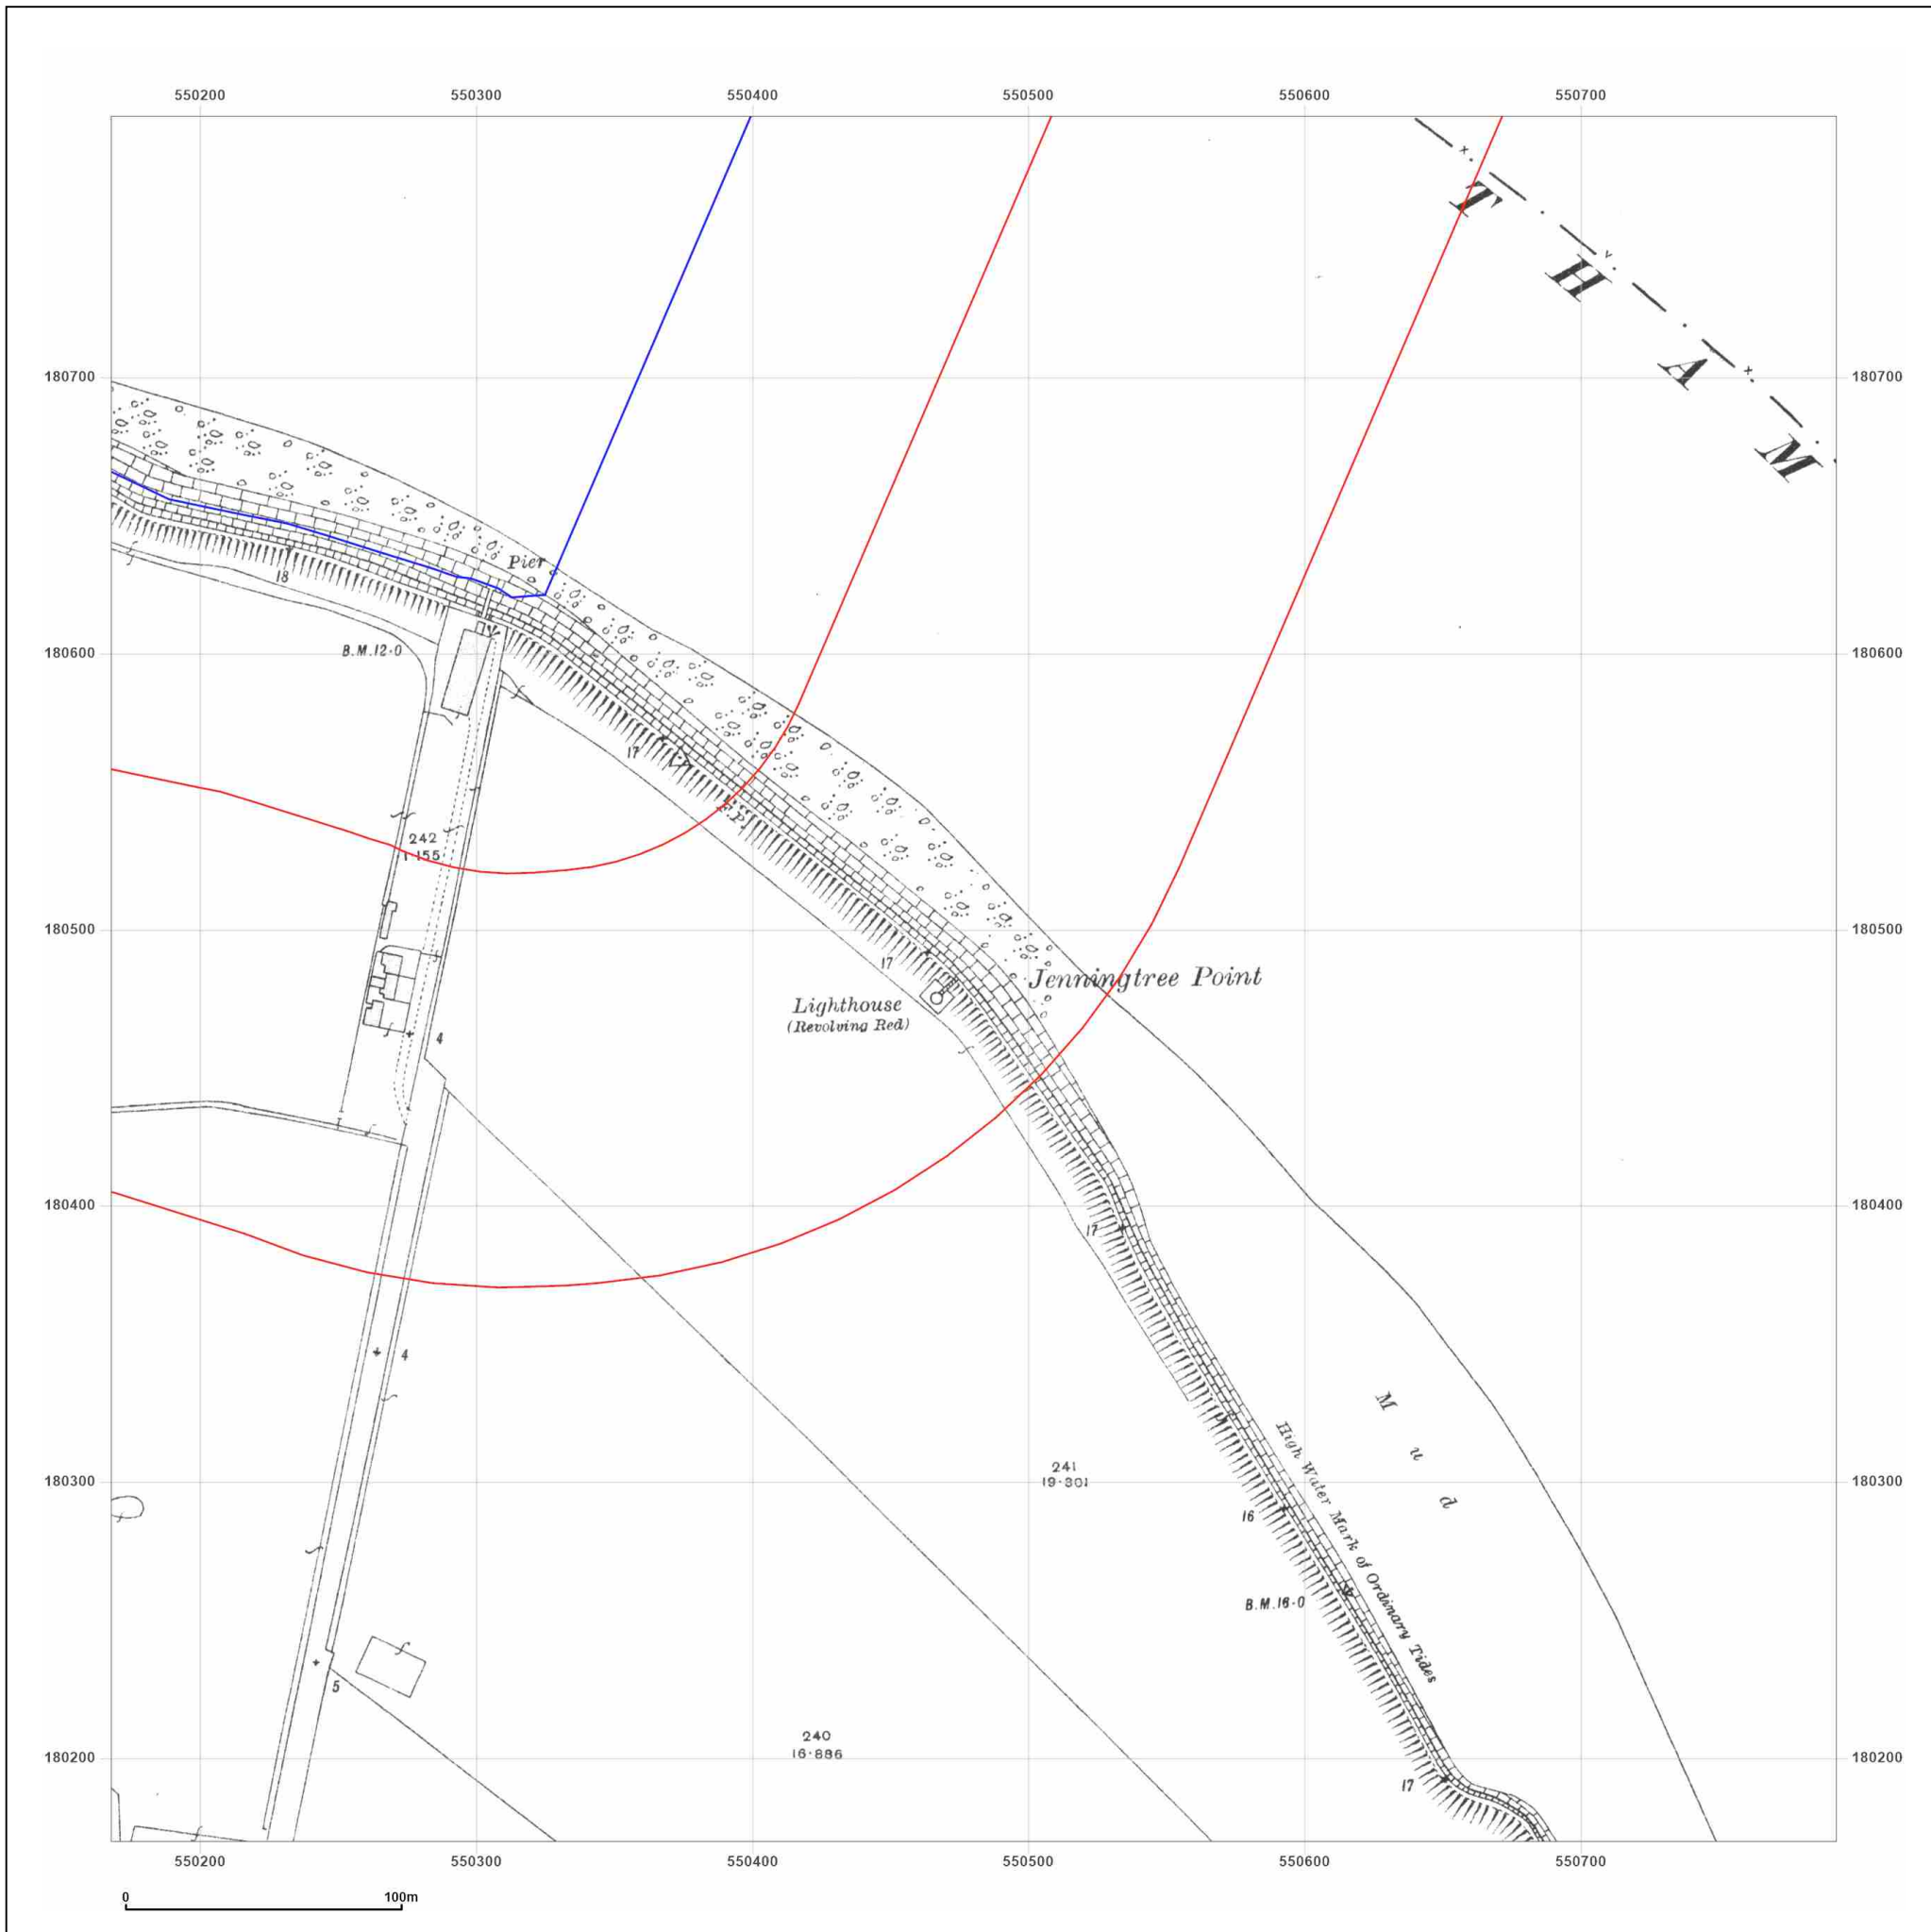 550200 550300 550400 550500 550600 550700
T
H
A
M
180700 180700
Pier
18
B.M.12·0
180600 180600
17
F.P.
242
1·155
180500 180500
17
Jenningtree Point
Lighthouse
(Revolving Red)
4
180400 180400
17
4
M
u
d
High Water Mark of Ordinary Tides
241
19·301
180300 180300
16
B.M.16·0
5
240
16·886
180200 180200
17
550200 550300 550400 550500 550600 550700
0 100m